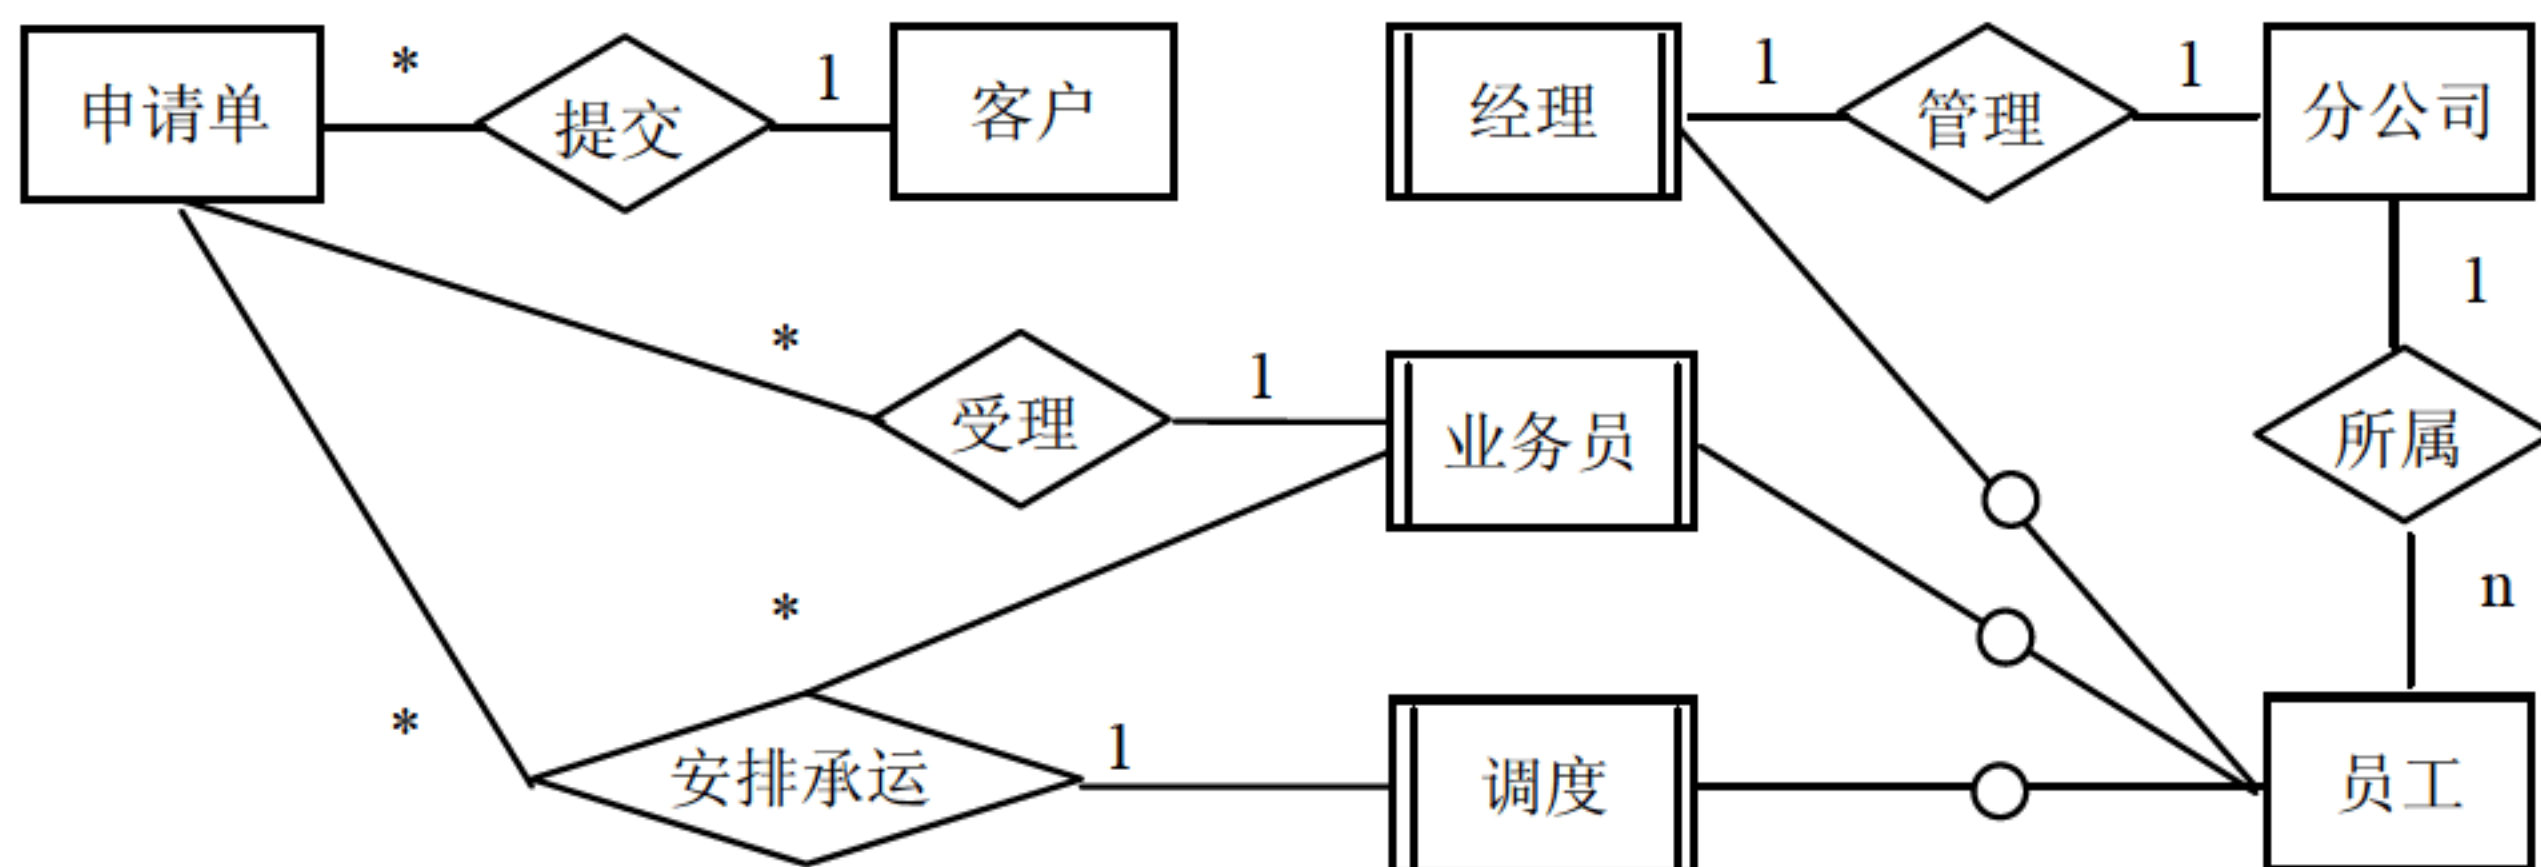 申请单 * 提交 1 客户 经理 1 管理 1 分公司
1
* 受理 1 业务员 所属
* n
* 安排承运 1 调度 员工